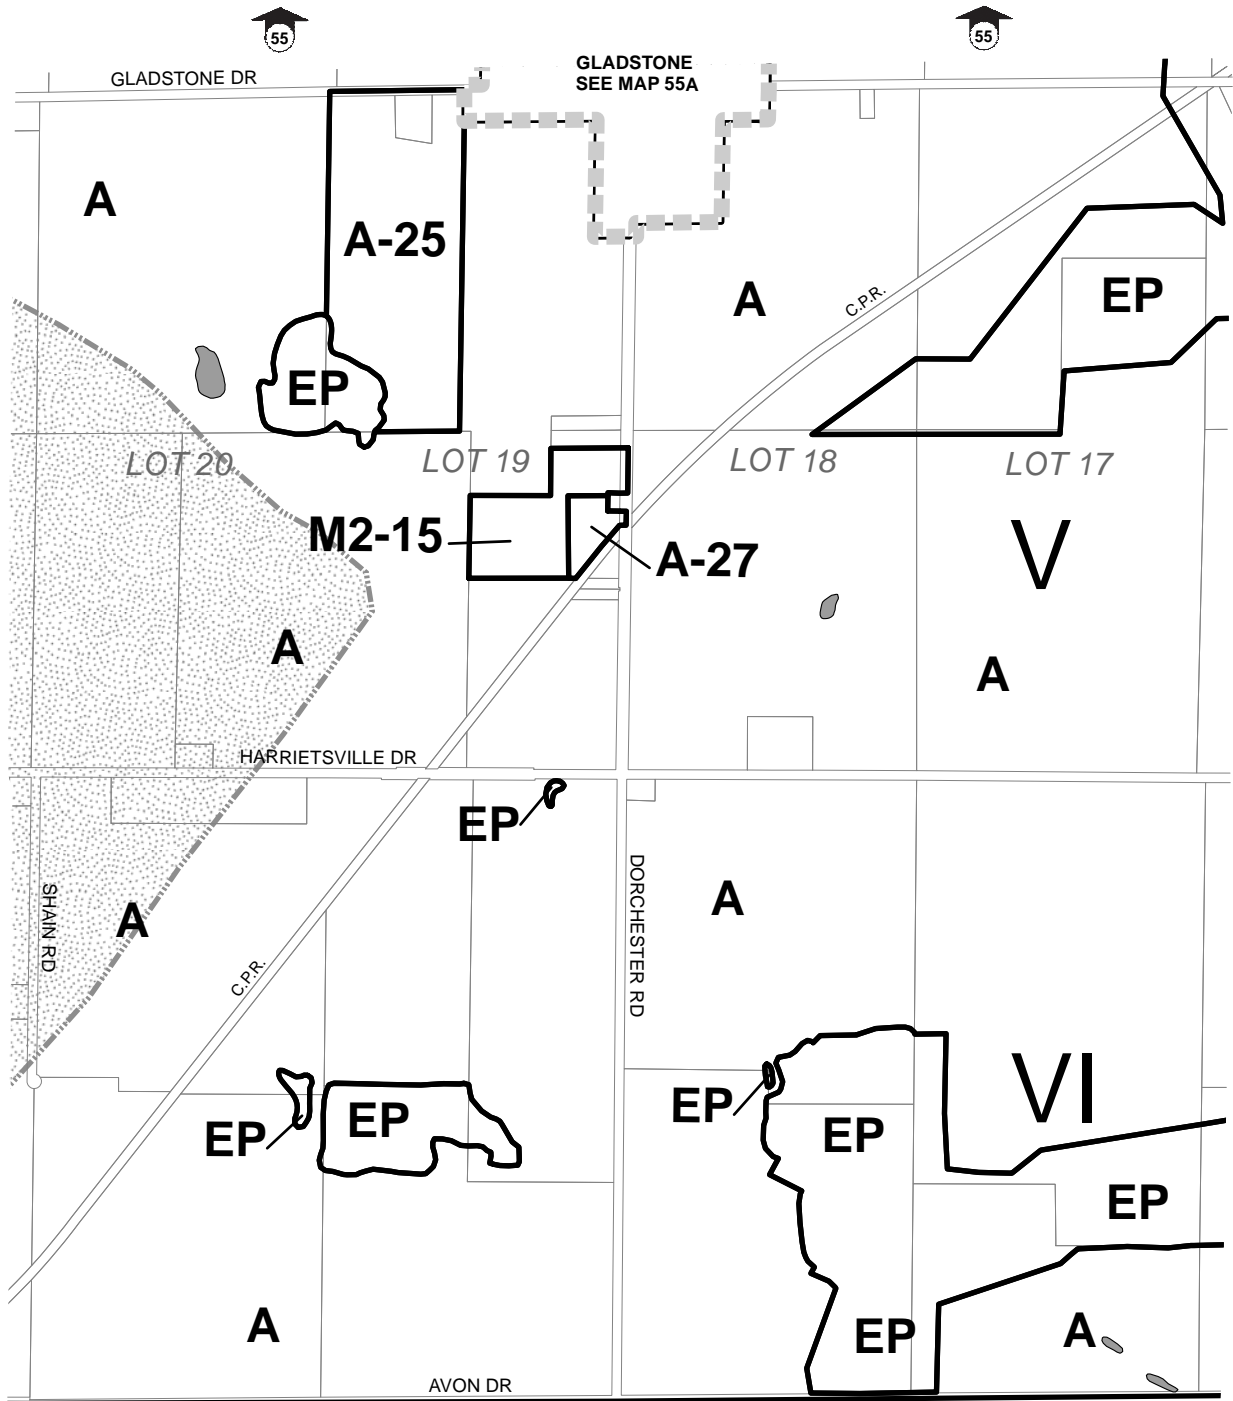 55
55
GLADSTONE
SEE MAP 55A
GLADSTONE DR
A
A-25
A
C.P.R.
EP
EP
LOT 20
LOT 19
LOT 18
LOT 17
M2-15
A-27
V
A
A
HARRIETSVILLE DR
EP
SHAIN RD
A
DORCHESTER RD
A
C.P.R.
VI
EP
EP
EP
EP
EP
A
EP
A
AVON DR